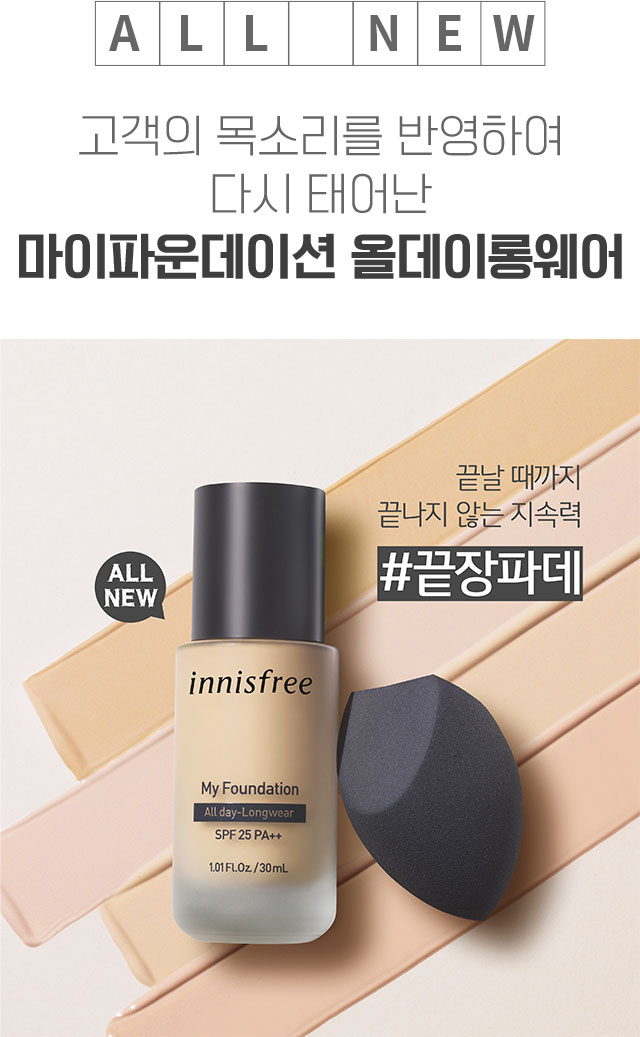 ALL NEW
고객의 목소리를 반영하여
다시 태어난
마이파운데이션 올데이롱웨어
끝날 때까지
끝나지 않는 지속력
#끝장파데
ALL
NEW
innisfree
My Foundation
All day-Longwear
SPF 25 PA++
1.01 Fl.Oz. / 30mL